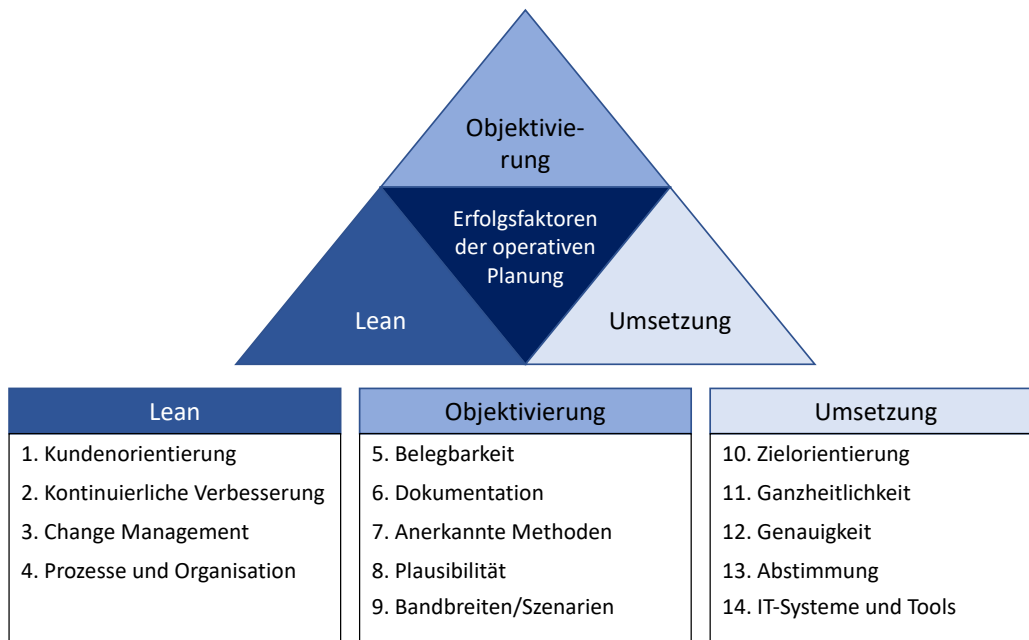 Objektivie-
rung
Erfolgsfaktoren
der operativen
Planung
Lean
Umsetzung
Lean
1. Kundenorientierung
2. Kontinuierliche Verbesserung
3. Change Management
4. Prozesse und Organisation
Objektivierung
5. Belegbarkeit
6. Dokumentation
7. Anerkannte Methoden
8. Plausibilität
9. Bandbreiten/Szenarien
Umsetzung
10. Zielorientierung
11. Ganzheitlichkeit
12. Genauigkeit
13. Abstimmung
14. IT-Systeme und Tools